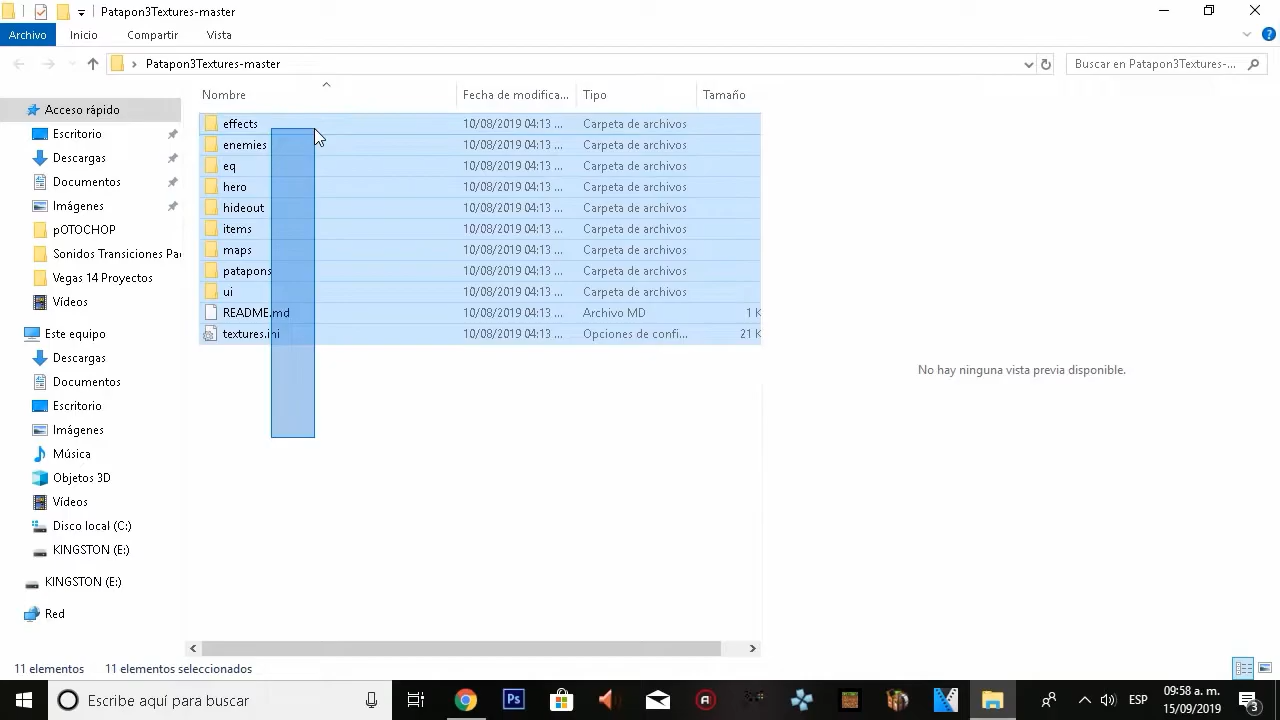 Patapon3Textures-master
Archivo Inicio Compartir Vista
Patapon3Textures-master
Buscar en Patapon3Textures-...
Nombre Fecha de modifica... Tipo Tamaño
effects 10/08/2019 04:13 ... Carpeta de archivos
enemies 10/08/2019 04:13 ... Carpeta de archivos
eq 10/08/2019 04:13 ... Carpeta de archivos
hero 10/08/2019 04:13 ... Carpeta de archivos
hideout 10/08/2019 04:13 ... Carpeta de archivos
items 10/08/2019 04:13 ... Carpeta de archivos
maps 10/08/2019 04:13 ... Carpeta de archivos
patapons 10/08/2019 04:13 ... Carpeta de archivos
ui 10/08/2019 04:13 ... Carpeta de archivos
README.md 10/08/2019 04:13 ... Archivo MD 1 K
textures.ini 10/08/2019 04:13 ... Opciones de confi... 21 K
Acceso rápido
Escritorio
Descargas
Documentos
Imágenes
pOTOCHOP
Sonidos Transiciones Pa
Vegas 14 Proyectos
Vídeos
Este equipo
Descargas
Documentos
Escritorio
Imágenes
Música
Objetos 3D
Vídeos
Disco local (C:)
KINGSTON (E:)
KINGSTON (E:)
Red
No hay ninguna vista previa disponible.
11 elementos 11 elementos seleccionados
Escribe aquí para buscar
Ps
ESP
09:58 a. m.
15/09/2019
3